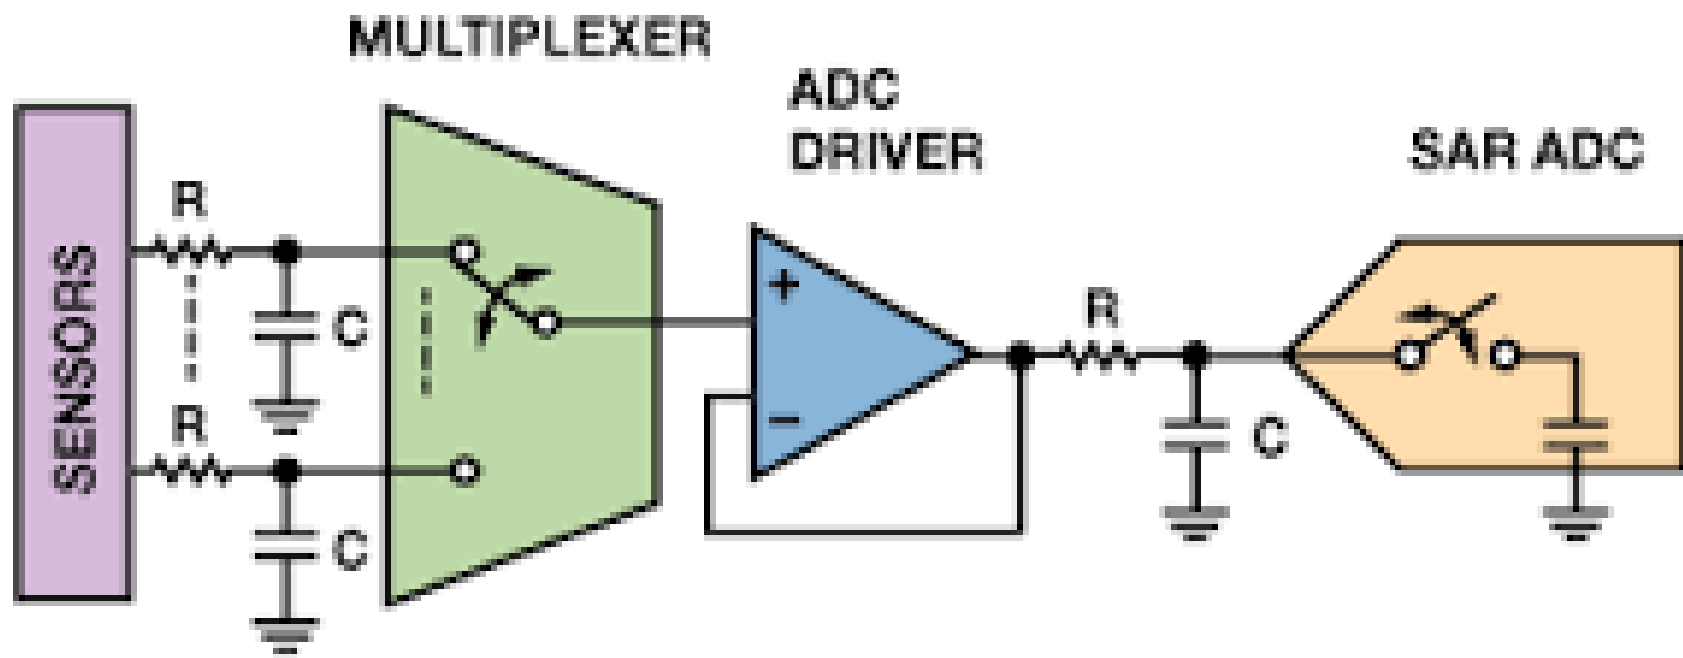 MULTIPLEXER
ADC
DRIVER
SAR ADC
SENSORS
R
C
R
C
+
−
R
C